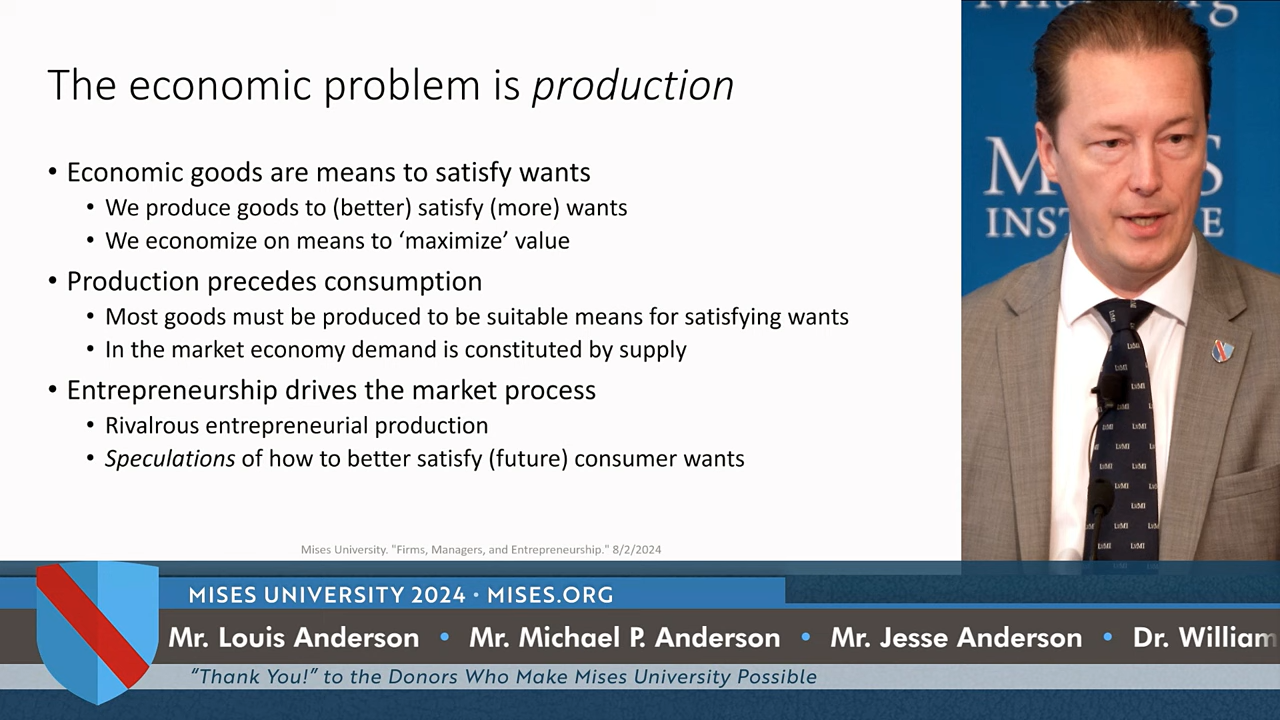 The economic problem is production
• Economic goods are means to satisfy wants
• We produce goods to (better) satisfy (more) wants
• We economize on means to ‘maximize’ value
• Production precedes consumption
• Most goods must be produced to be suitable means for satisfying wants
• In the market economy demand is constituted by supply
• Entrepreneurship drives the market process
• Rivalrous entrepreneurial production
• Speculations of how to better satisfy (future) consumer wants
Mises University. "Firms, Managers, and Entrepreneurship." 8/2/2024
MISES UNIVERSITY 2024 • MISES.ORG
Mr. Louis Anderson • Mr. Michael P. Anderson • Mr. Jesse Anderson • Dr. William
“Thank You!” to the Donors Who Make Mises University Possible